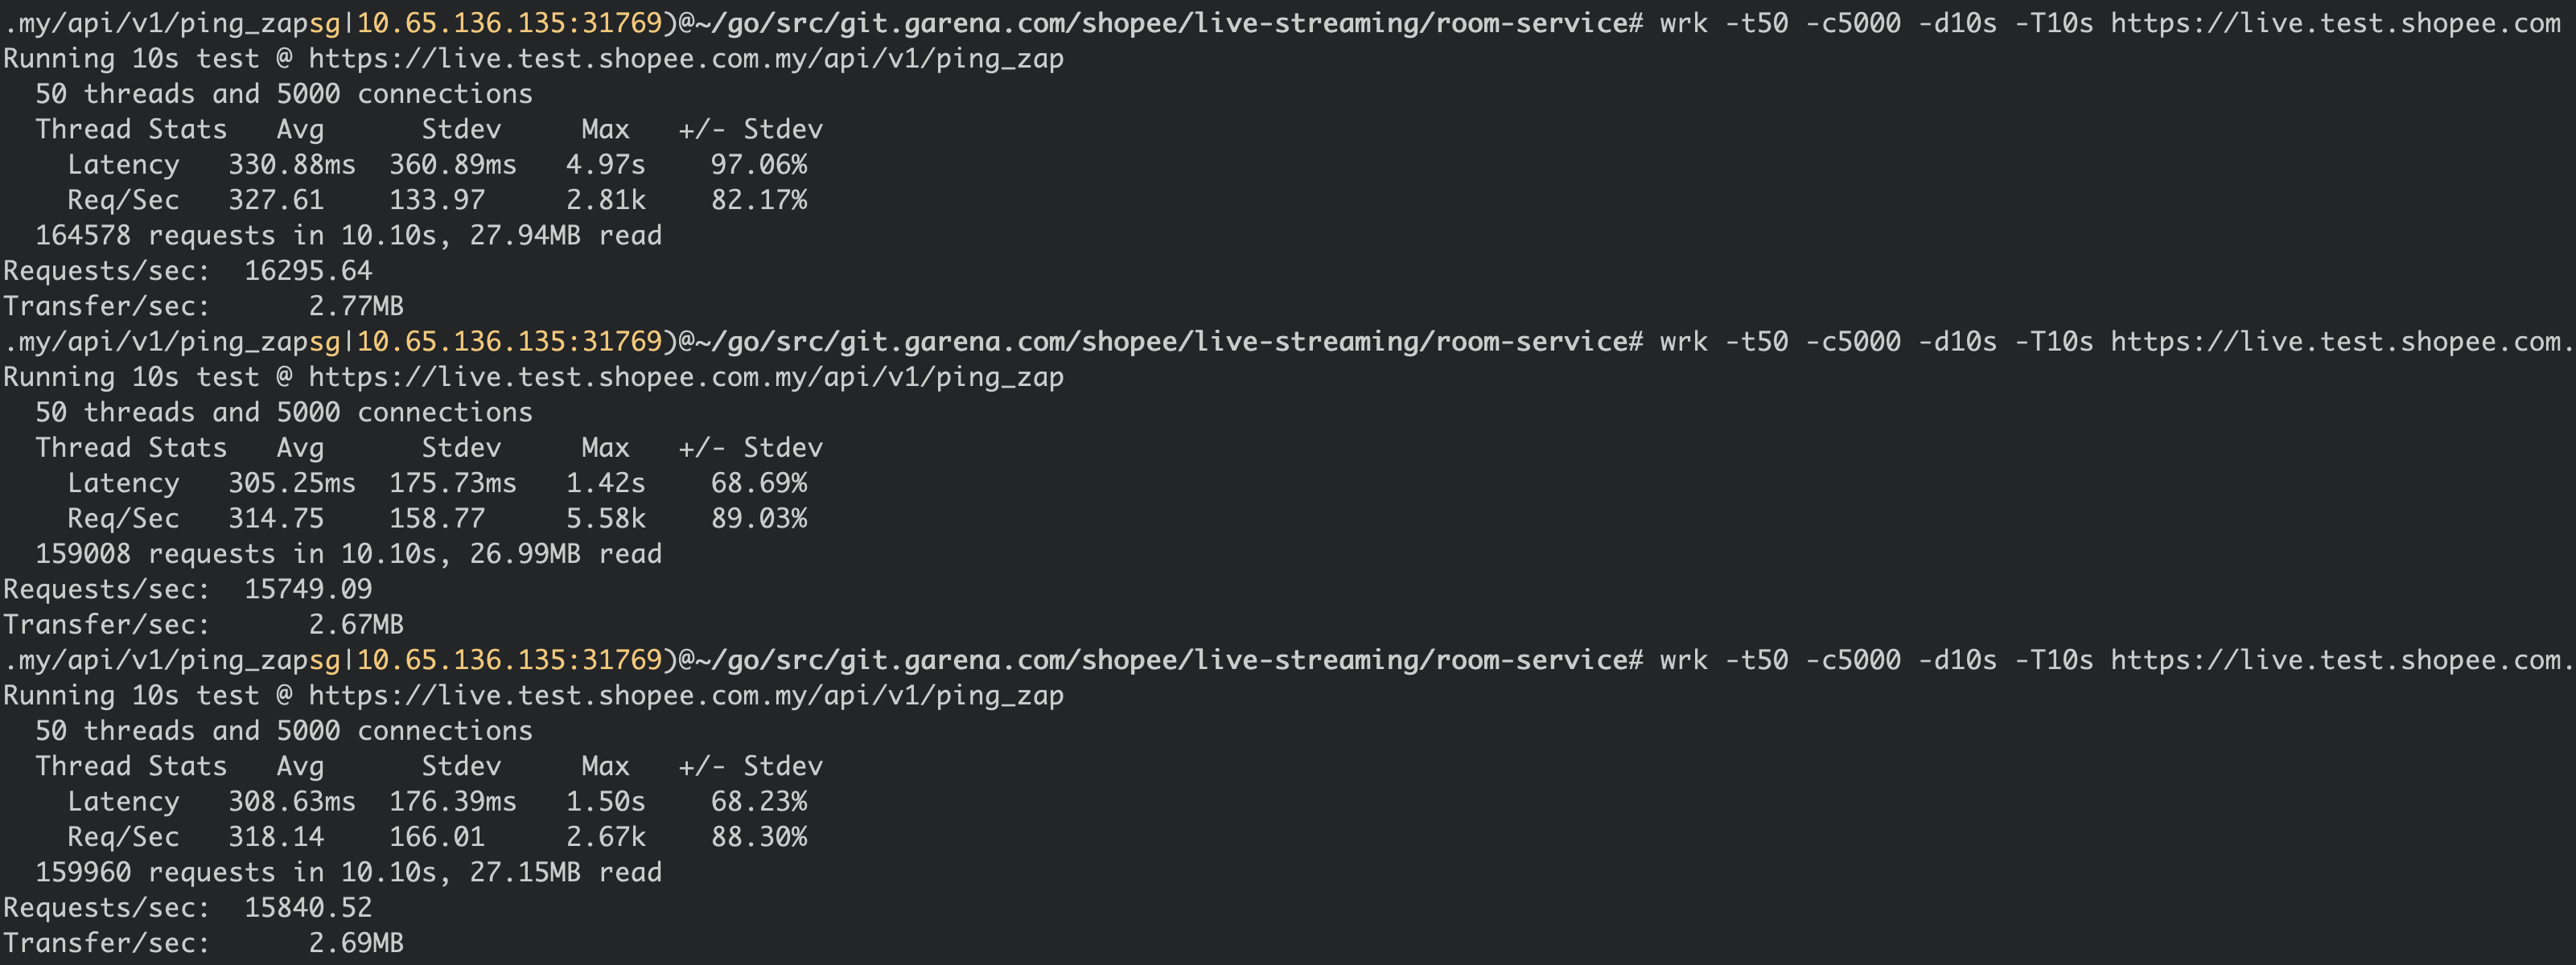 .my/api/v1/ping_zapsg|10.65.136.135:31769)@~/go/src/git.garena.com/shopee/live-streaming/room-service# wrk -t50 -c5000 -d10s -T10s https://live.test.shopee.com
Running 10s test @ https://live.test.shopee.com.my/api/v1/ping_zap
  50 threads and 5000 connections
  Thread Stats   Avg      Stdev     Max   +/- Stdev
    Latency   330.88ms  360.89ms   4.97s    97.06%
    Req/Sec   327.61    133.97      2.81k    82.17%
  164578 requests in 10.10s, 27.94MB read
Requests/sec:  16295.64
Transfer/sec:      2.77MB
.my/api/v1/ping_zapsg|10.65.136.135:31769)@~/go/src/git.garena.com/shopee/live-streaming/room-service# wrk -t50 -c5000 -d10s -T10s https://live.test.shopee.com.
Running 10s test @ https://live.test.shopee.com.my/api/v1/ping_zap
  50 threads and 5000 connections
  Thread Stats   Avg      Stdev     Max   +/- Stdev
    Latency   305.25ms  175.73ms   1.42s    68.69%
    Req/Sec   314.75    158.77      5.58k    89.03%
  159008 requests in 10.10s, 26.99MB read
Requests/sec:  15749.09
Transfer/sec:      2.67MB
.my/api/v1/ping_zapsg|10.65.136.135:31769)@~/go/src/git.garena.com/shopee/live-streaming/room-service# wrk -t50 -c5000 -d10s -T10s https://live.test.shopee.com.
Running 10s test @ https://live.test.shopee.com.my/api/v1/ping_zap
  50 threads and 5000 connections
  Thread Stats   Avg      Stdev     Max   +/- Stdev
    Latency   308.63ms  176.39ms   1.50s    68.23%
    Req/Sec   318.14    166.01      2.67k    88.30%
  159960 requests in 10.10s, 27.15MB read
Requests/sec:  15840.52
Transfer/sec:      2.69MB